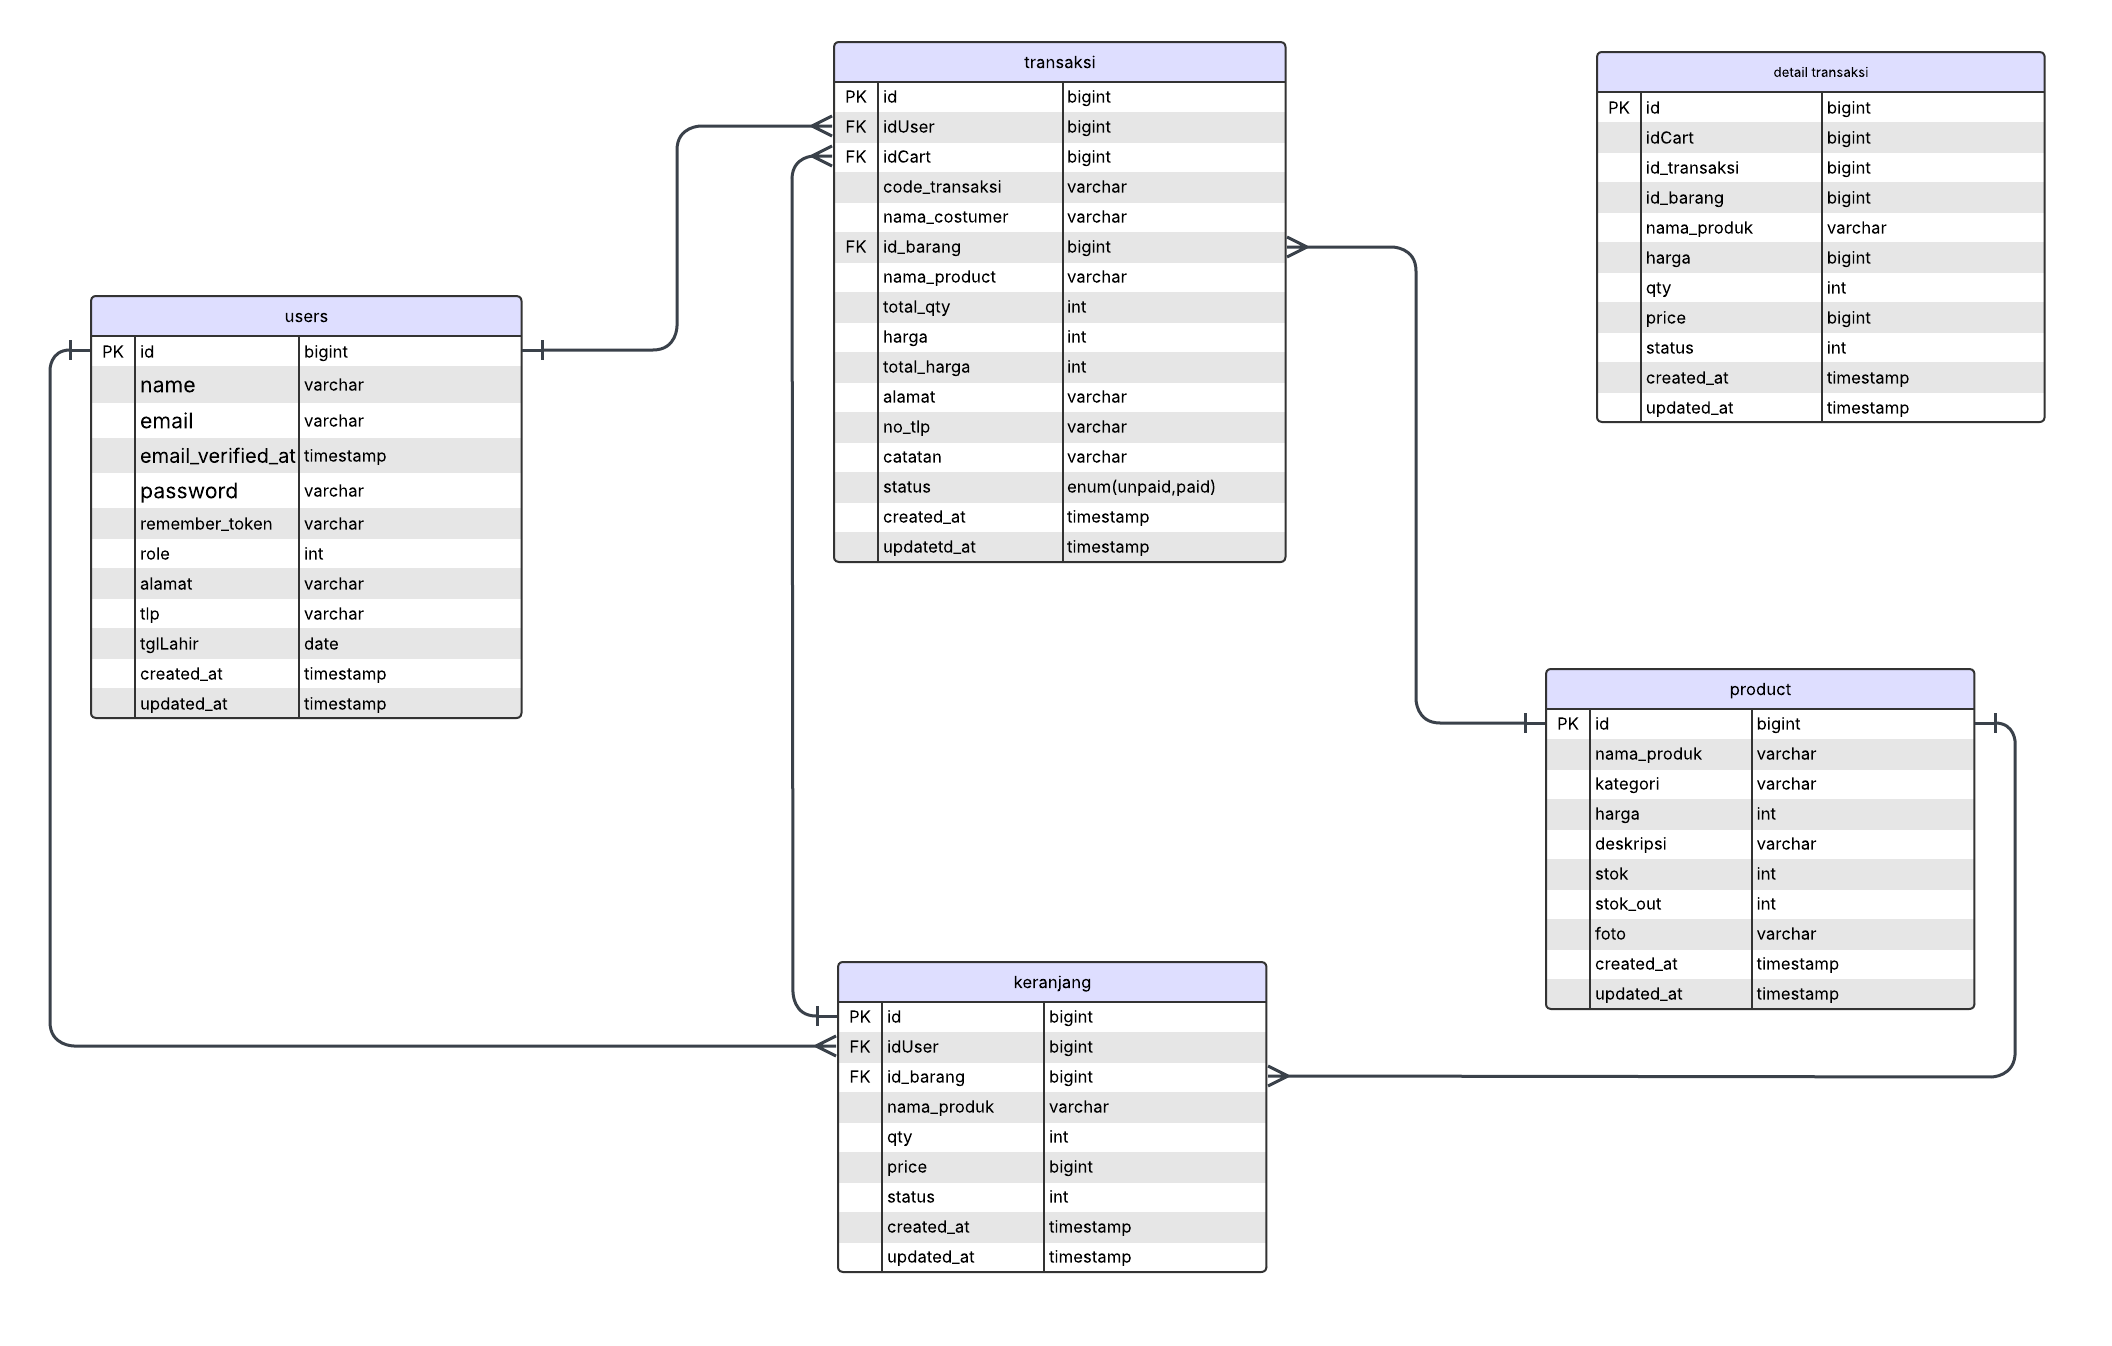 transaksi
PK id bigint
FK idUser bigint
FK idCart bigint
code_transaksi varchar
nama_costumer varchar
FK id_barang bigint
nama_product varchar
total_qty int
harga int
total_harga int
alamat varchar
no_tlp varchar
catatan varchar
status enum(unpaid,paid)
created_at timestamp
updatetd_at timestamp
detail transaksi
PK id bigint
idCart bigint
id_transaksi bigint
id_barang bigint
nama_produk varchar
harga bigint
qty int
price bigint
status int
created_at timestamp
updated_at timestamp
users
PK id bigint
name varchar
email varchar
email_verified_at timestamp
password varchar
remember_token varchar
role int
alamat varchar
tlp varchar
tglLahir date
created_at timestamp
updated_at timestamp
product
PK id bigint
nama_produk varchar
kategori varchar
harga int
deskripsi varchar
stok int
stok_out int
foto varchar
created_at timestamp
updated_at timestamp
keranjang
PK id bigint
FK idUser bigint
FK id_barang bigint
nama_produk varchar
qty int
price bigint
status int
created_at timestamp
updated_at timestamp